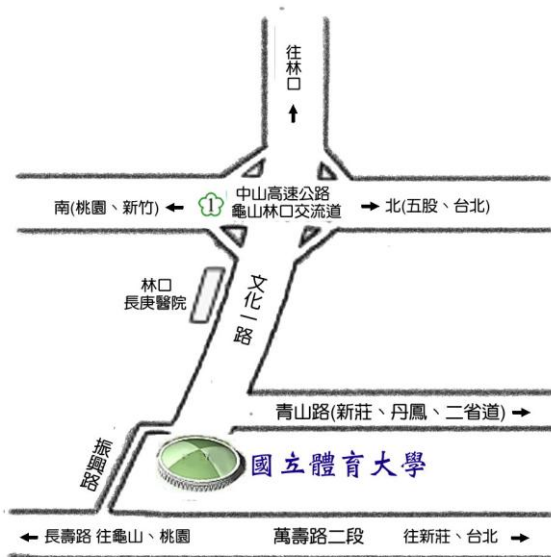 往林口
中山高速公路
南(桃園、新竹)
1
龜山林口交流道
北(五股、台北)
林口
長庚醫院
文化一路
青山路(新莊、丹鳳、二省道)
振興路
國立體育大學
長壽路 往龜山、桃園
萬壽路二段
往新莊、台北